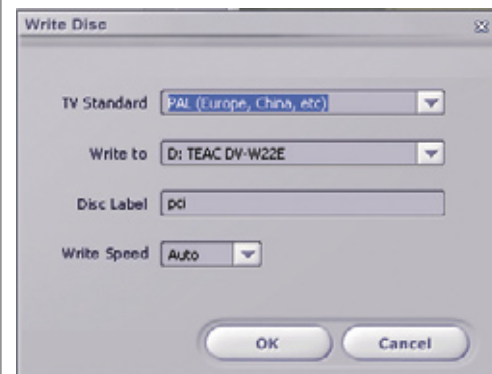 Write Disc
TV Standard PAL (Europe, China, etc)
Write to D: TEAC DV-W22E
Disc Label pci
Write Speed Auto
OK Cancel